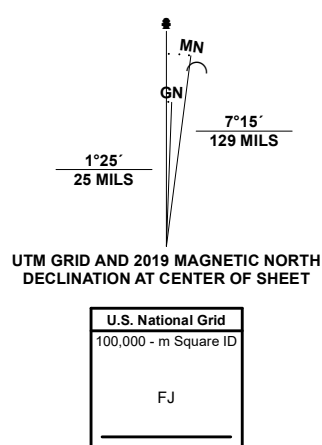 MN
GN
7°15´
129 MILS
1°25´
25 MILS
UTM GRID AND 2019 MAGNETIC NORTH
DECLINATION AT CENTER OF SHEET
U.S. National Grid
100,000 - m Square ID
FJ